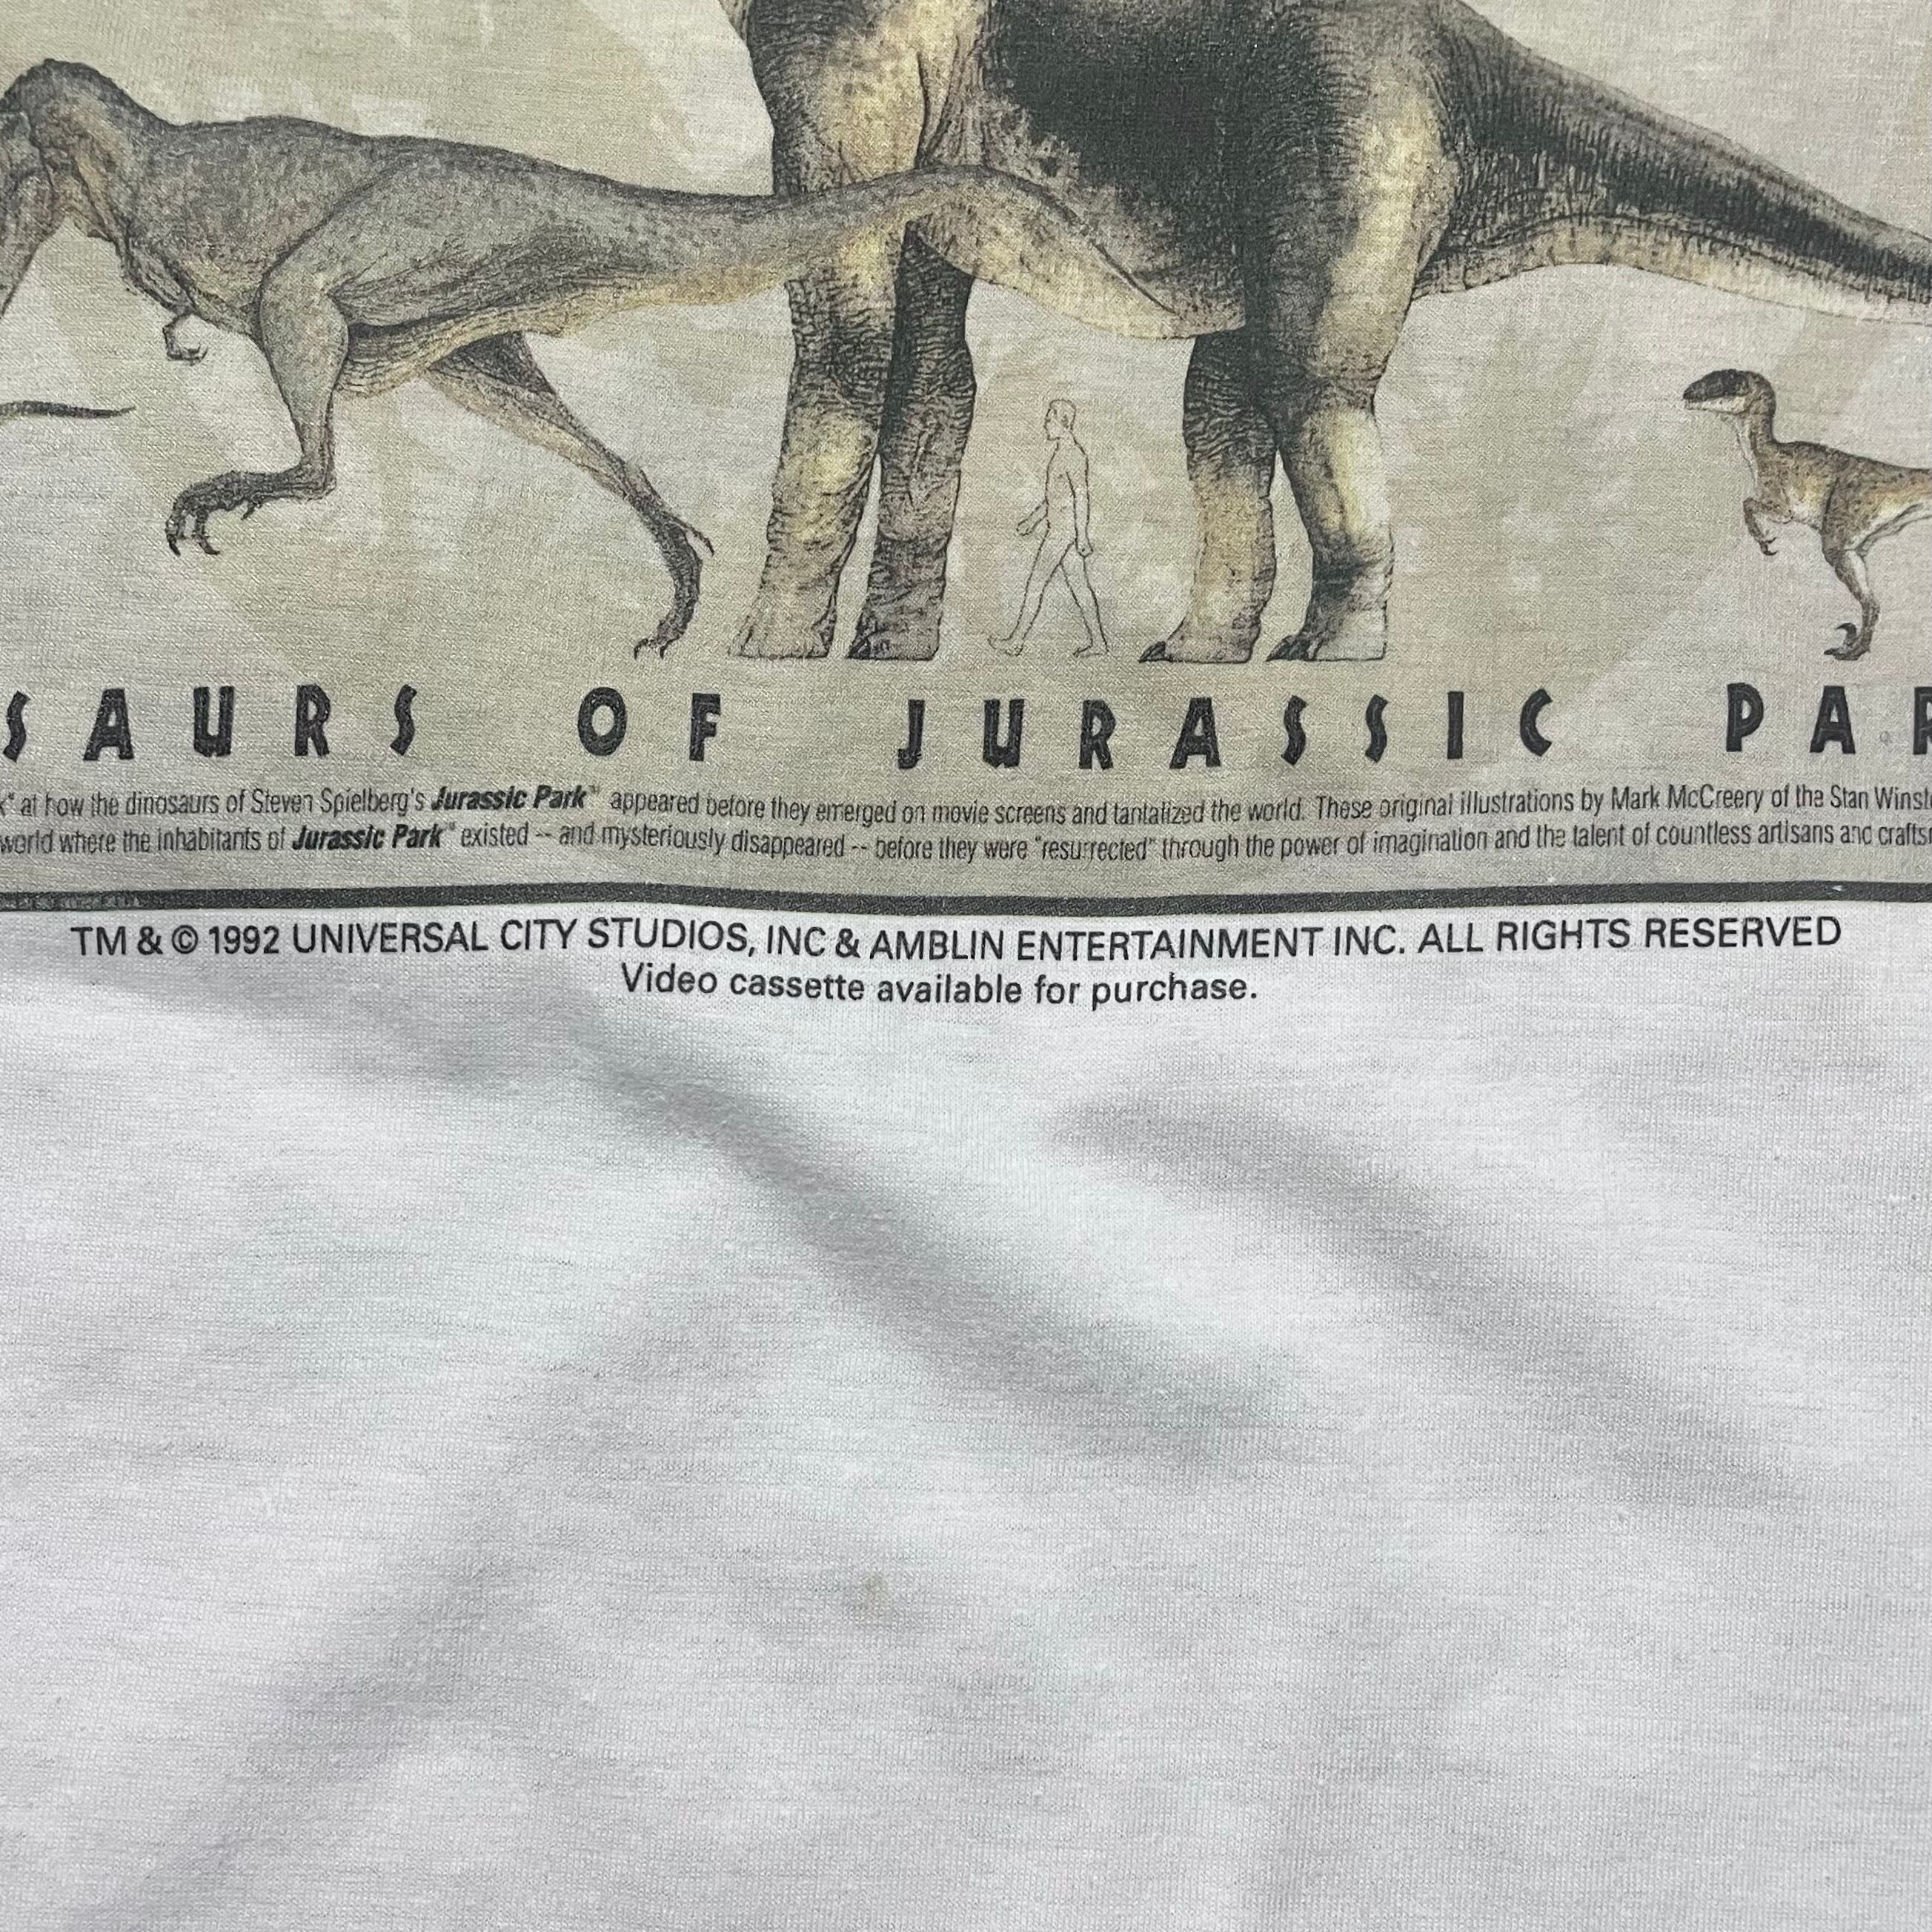 SAURS OF JURASSIC PAR
at how the dinosaurs of Steven Spielberg's Jurassic Park™ appeared before they emerged on movie screens and tantalized the world. These original illustrations by Mark McCreery of the Stan Winst
world where the inhabitants of Jurassic Park™ existed -- and mysteriously disappeared -- before they were "resurrected" through the power of imagination and the talent of countless artisans and crafts
TM & © 1992 UNIVERSAL CITY STUDIOS, INC & AMBLIN ENTERTAINMENT INC. ALL RIGHTS RESERVED
Video cassette available for purchase.